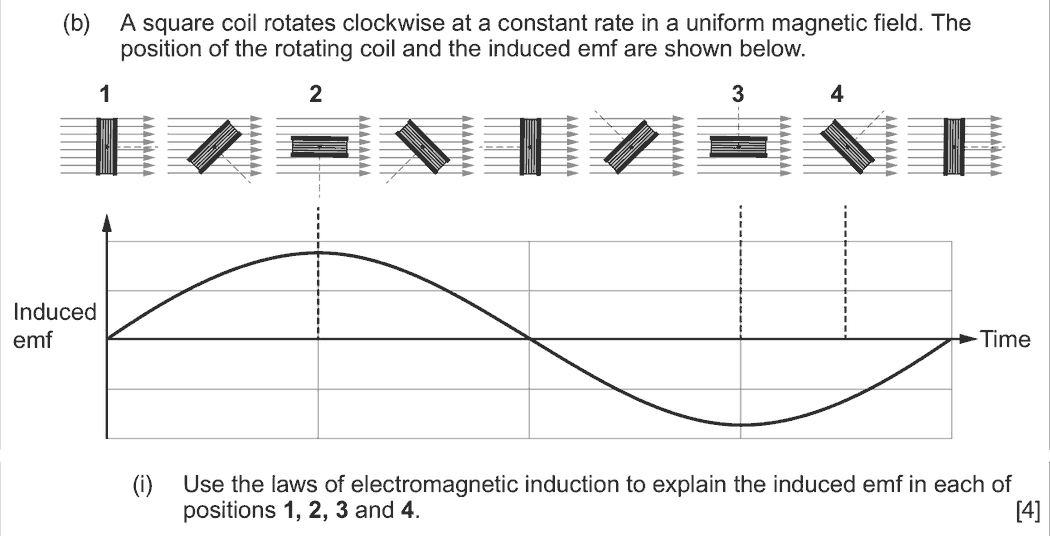 (b) A square coil rotates clockwise at a constant rate in a uniform magnetic field. The
position of the rotating coil and the induced emf are shown below.
1 2 3 4
Induced
emf
Time
(i) Use the laws of electromagnetic induction to explain the induced emf in each of
positions 1, 2, 3 and 4. [4]